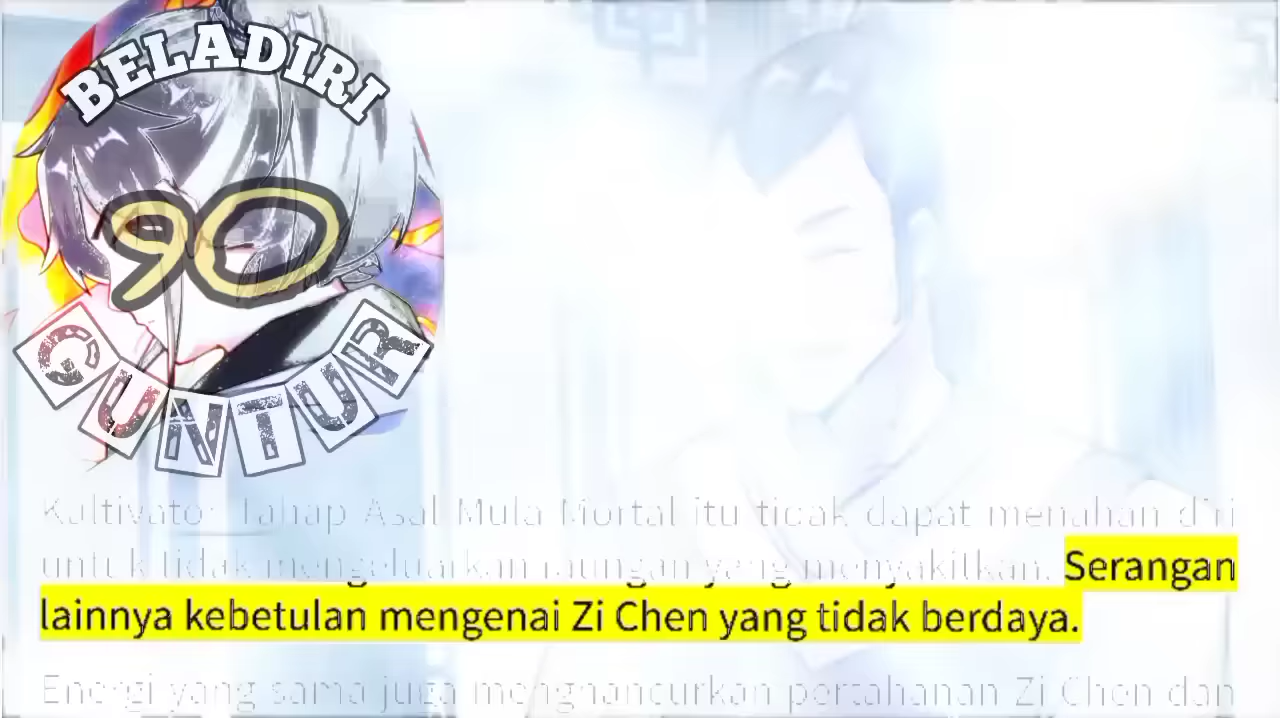 BELADIRI
90
GUNTUR
Kultivator Tahap Asal Mula Mortal itu tidak dapat menahan diri
untuk tidak mengeluarkan raungan yang menyakitkan. Serangan
lainnya kebetulan mengenai Zi Chen yang tidak berdaya.
Energi yang sama juga menghancurkan pertahanan Zi Chen dan